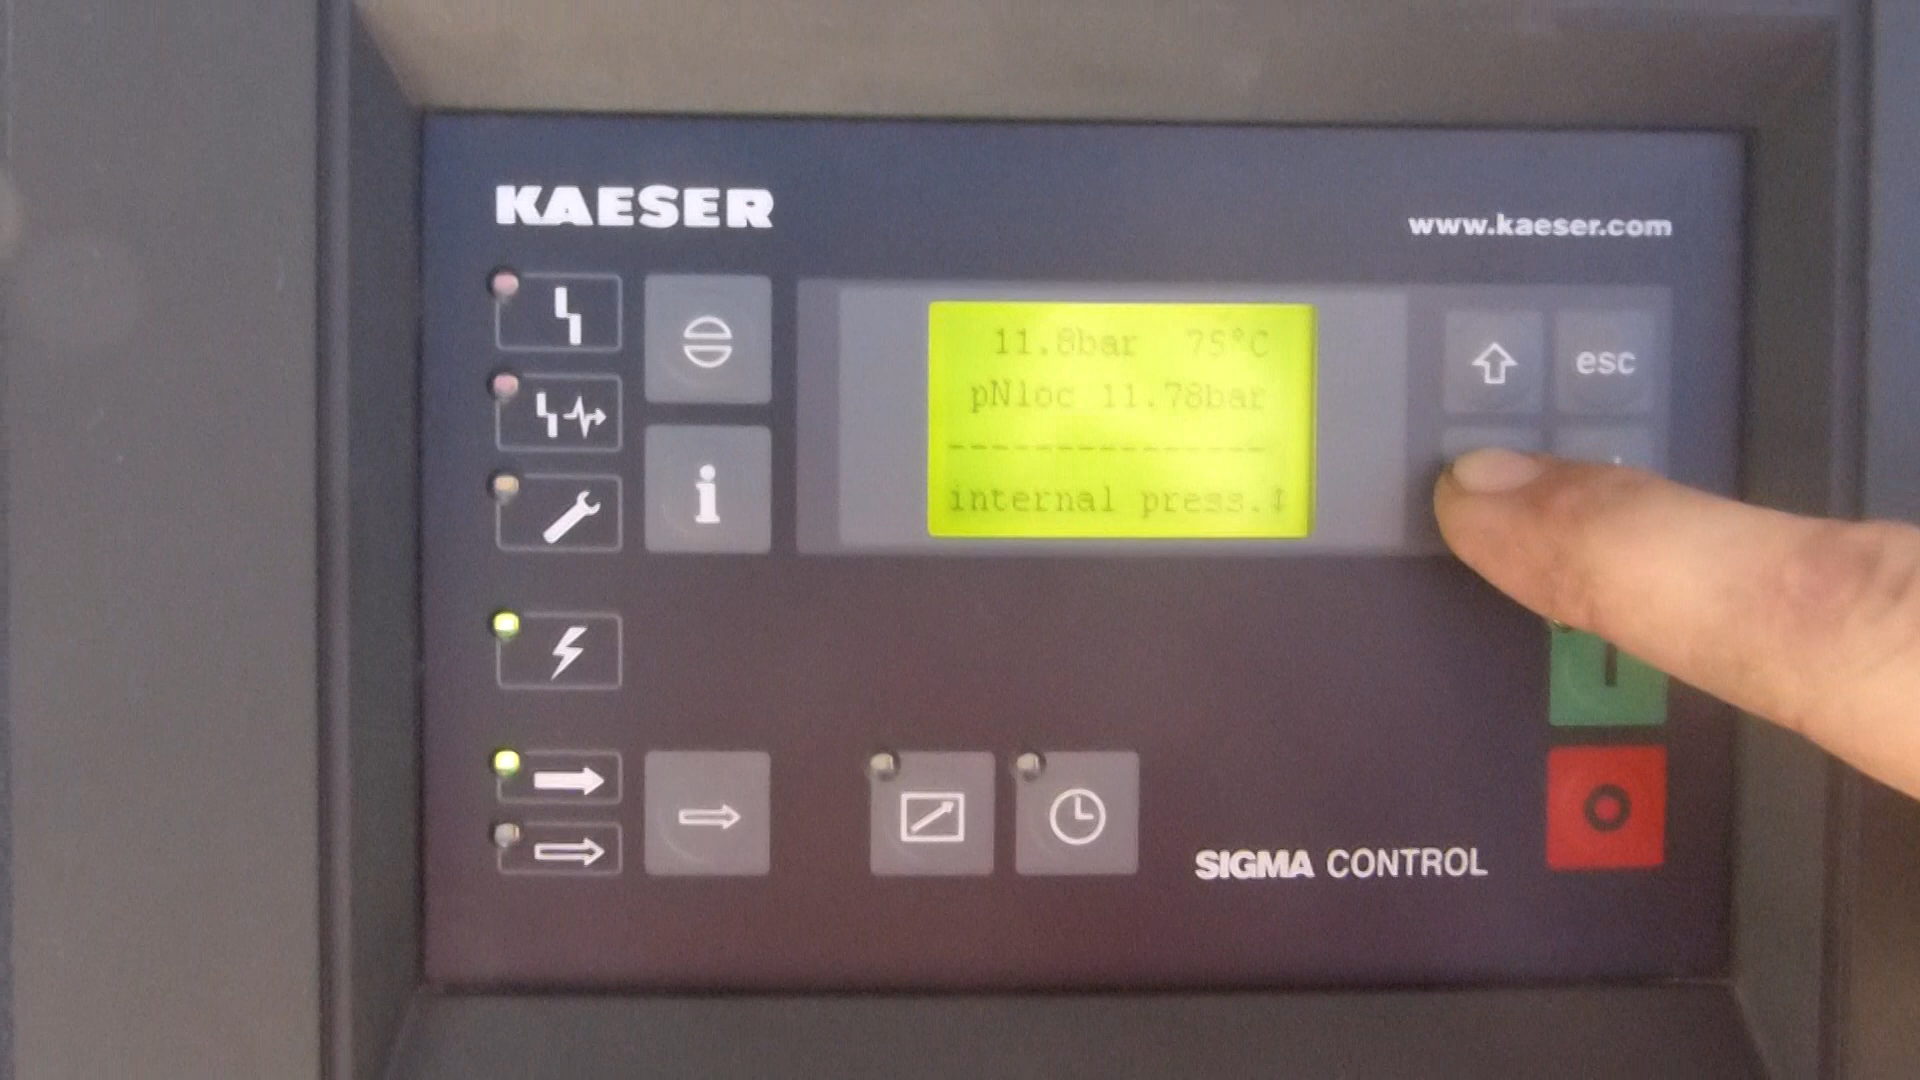 KAESER
www.kaeser.com
11.8bar 75°C
pNloc 11.78bar
--------------
internal press.↕
esc
i
SIGMA CONTROL